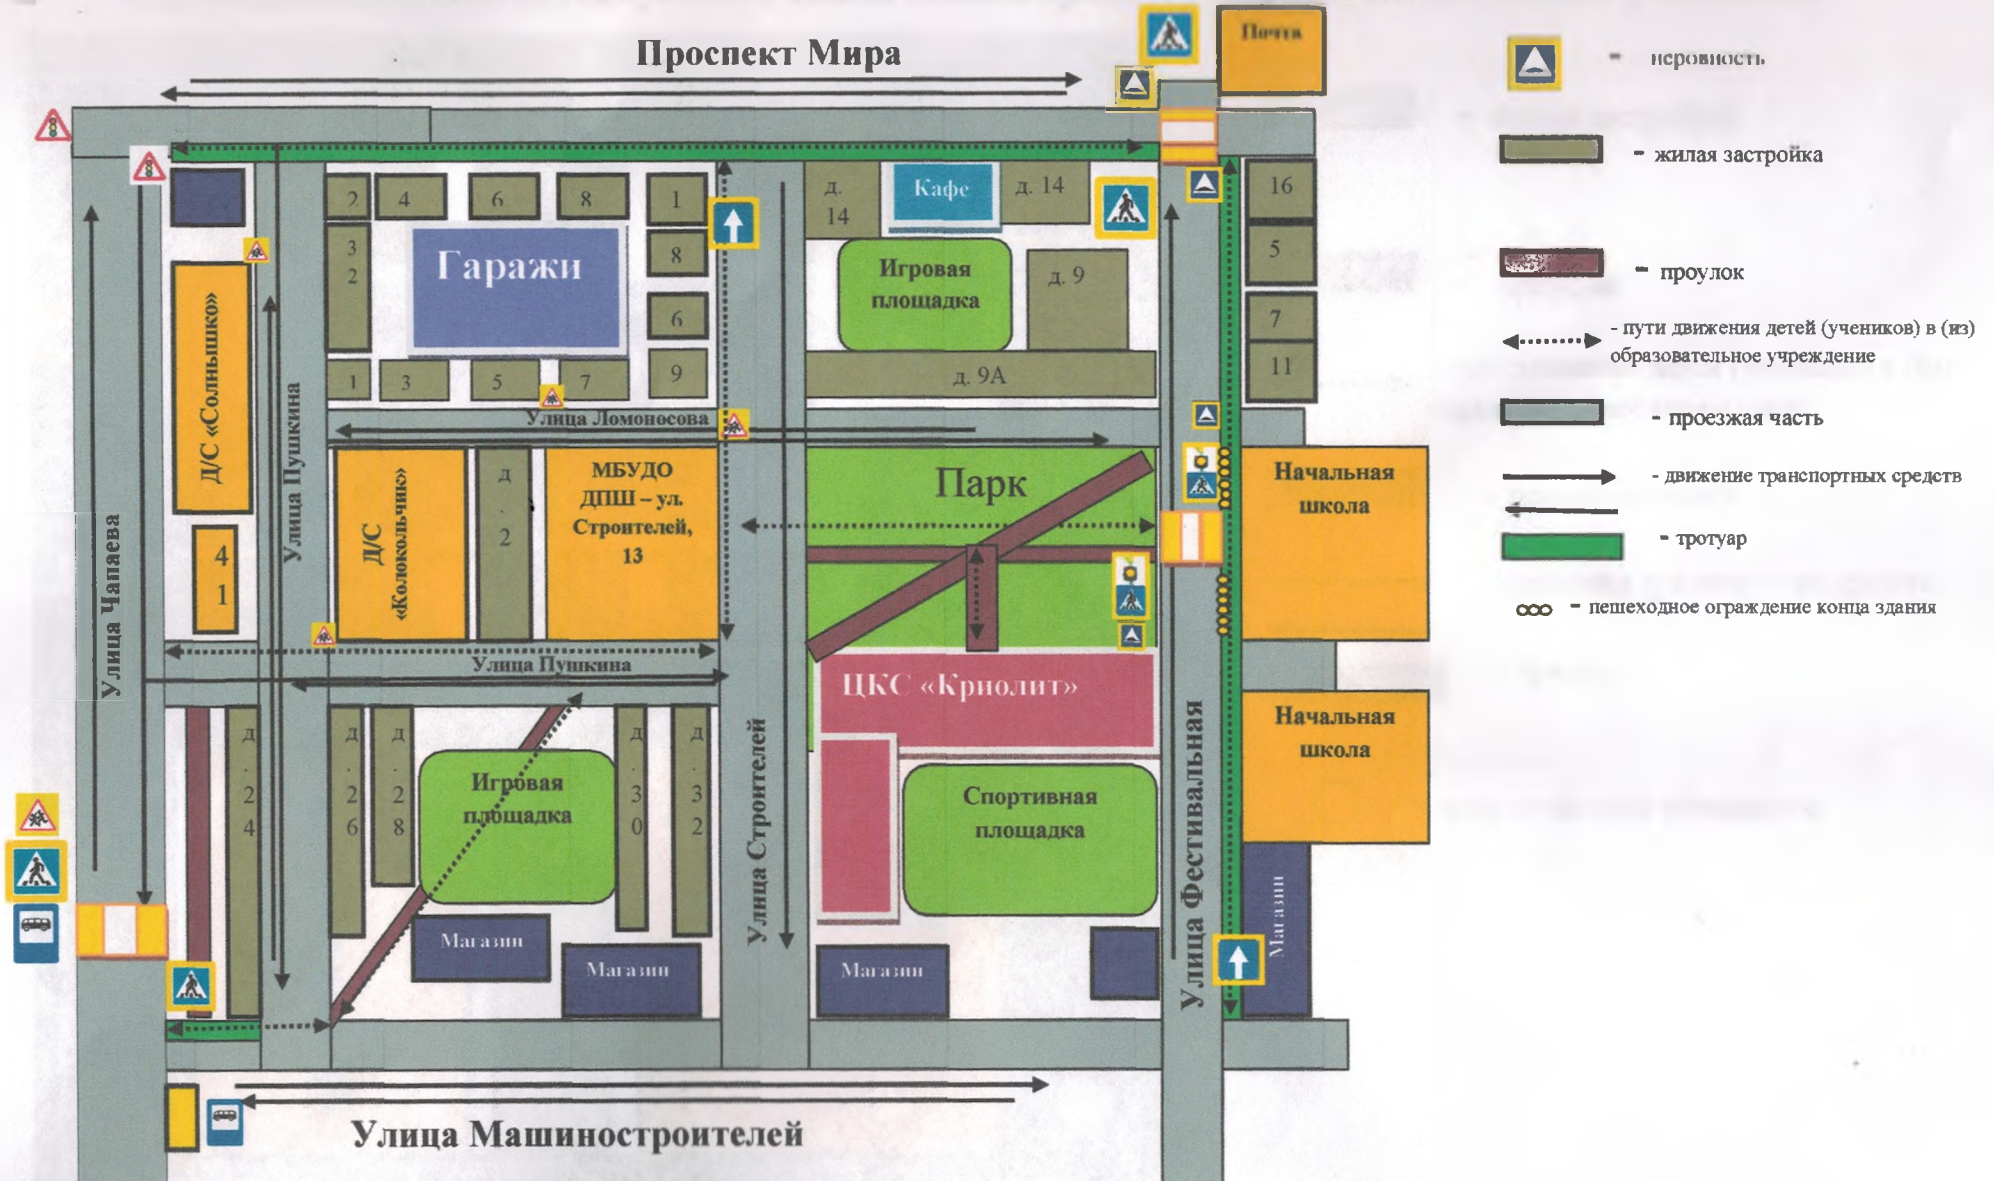 Проспект Мира
Почта
неровность
- жилая застройка
- проулок
- пути движения детей (учеников) в (из)
образовательное учреждение
- проезжая часть
- движение транспортных средств
- тротуар
- пешеходное ограждение конца здания
2
4
6
8
1
32
8
6
9
1
3
5
7
Гаражи
д.
14
Кафе
д. 14
Игровая
площадка
д. 9
д. 9А
16
5
7
11
Д/С «Солнышко»
41
Улица Пушкина
Улица Чапаева
Улица Ломоносова
Д/С
«Колокольчик»
д.2
МБУДО
ДПШ – ул.
Строителей,
13
Парк
Начальная
школа
Улица Пушкина
ЦКС «Криолит»
Начальная
школа
д.24
д.26
д.28
Игровая
площадка
д.30
д.32
Улица Строителей
Спортивная
площадка
Улица Фестивальная
Магазин
Магазин
Магазин
Магазин
Улица Машиностроителей